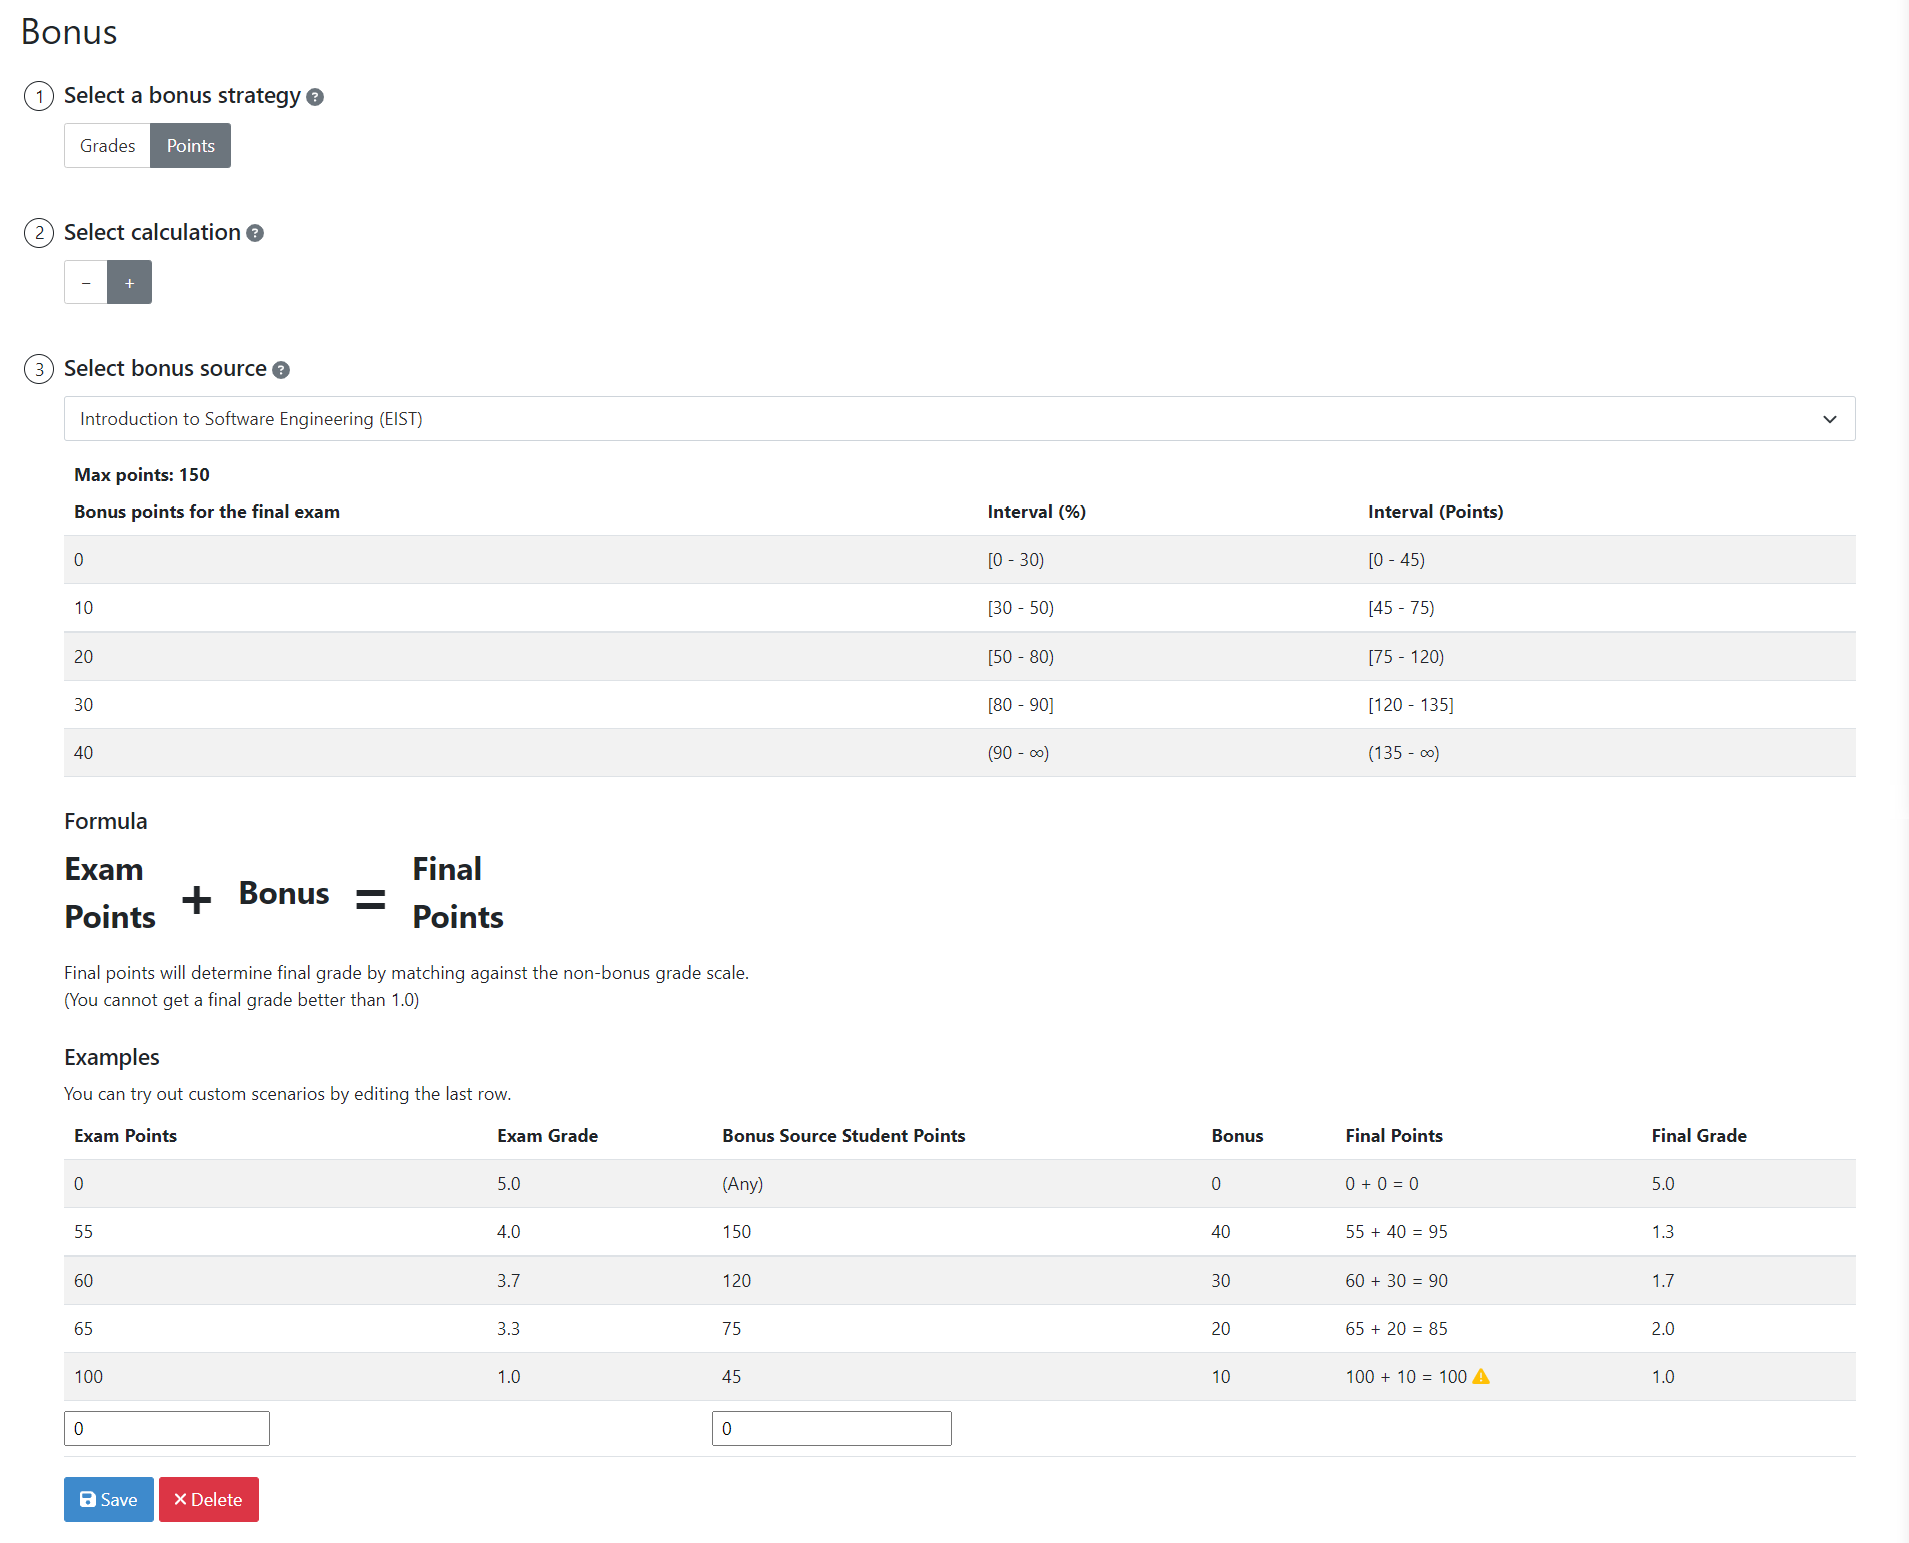 Bonus
1 Select a bonus strategy ?
Grades Points
2 Select calculation ?
− +
3 Select bonus source ?
Introduction to Software Engineering (EIST)
Max points: 150
Bonus points for the final exam Interval (%) Interval (Points)
0 [0 - 30) [0 - 45)
10 [30 - 50) [45 - 75)
20 [50 - 80) [75 - 120)
30 [80 - 90] [120 - 135]
40 (90 - ∞) (135 - ∞)
Formula
Exam Points + Bonus = Final Points
Final points will determine final grade by matching against the non-bonus grade scale.
(You cannot get a final grade better than 1.0)
Examples
You can try out custom scenarios by editing the last row.
Exam Points Exam Grade Bonus Source Student Points Bonus Final Points Final Grade
0 5.0 (Any) 0 0 + 0 = 0 5.0
55 4.0 150 40 55 + 40 = 95 1.3
60 3.7 120 30 60 + 30 = 90 1.7
65 3.3 75 20 65 + 20 = 85 2.0
100 1.0 45 10 100 + 10 = 100 1.0
0 0
Save Delete